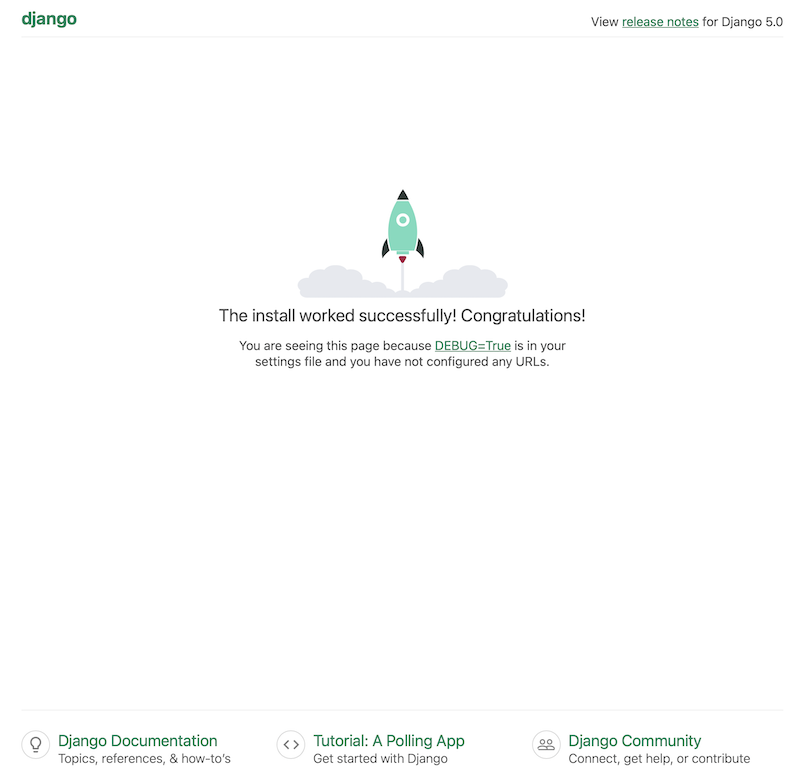 django
View release notes for Django 5.0
The install worked successfully! Congratulations!
You are seeing this page because DEBUG=True is in your
settings file and you have not configured any URLs.
Django Documentation
Topics, references, & how-to’s
Tutorial: A Polling App
Get started with Django
Django Community
Connect, get help, or contribute